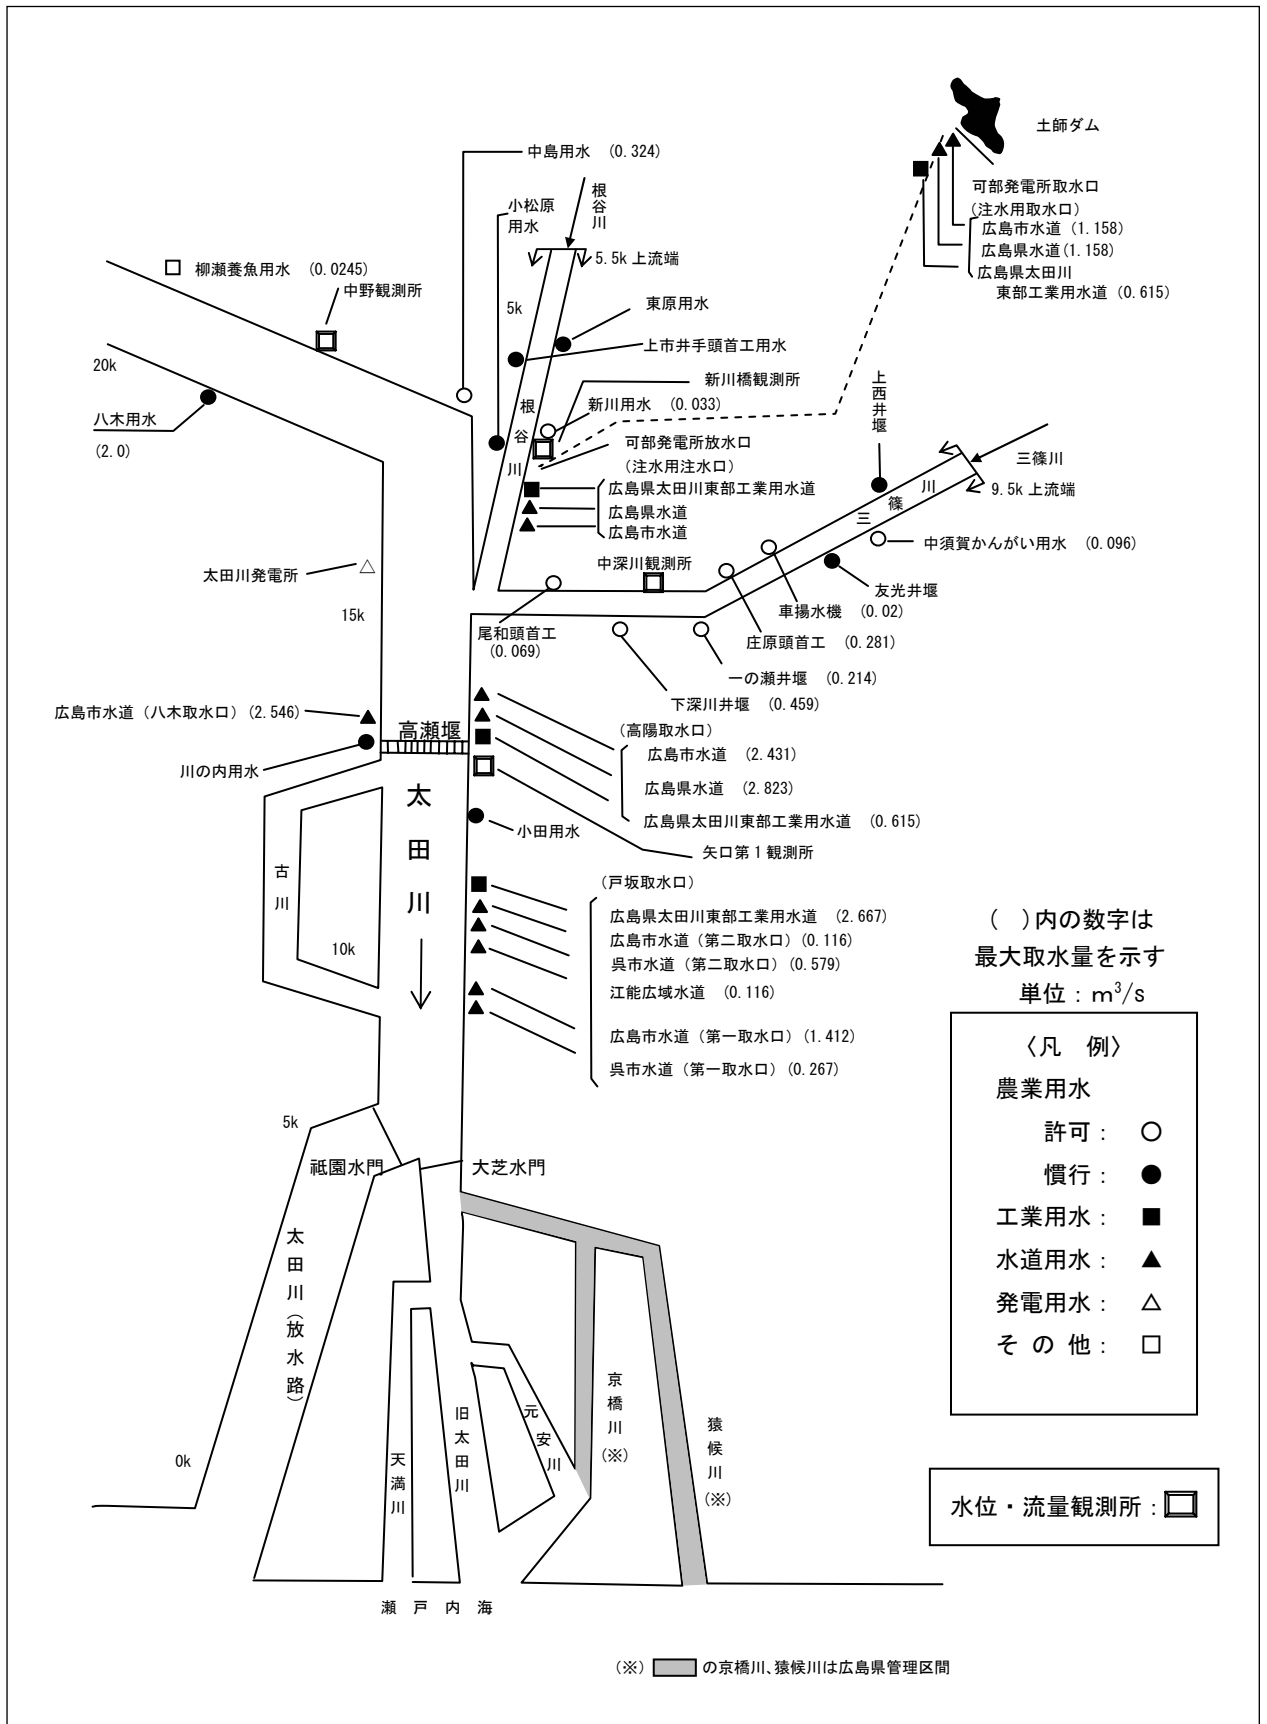 土師ダム
中島用水 (0.324)
根谷川
小松原
用水
可部発電所取水口
(注水用取水口)
広島市水道 (1.158)
広島県水道(1.158)
広島県太田川
東部工業用水道 (0.615)
5.5k 上流端
柳瀬養魚用水 (0.0245)
中野観測所
5k
東原用水
上市井手頭首工用水
20k
新川橋観測所
上西井堰
八木用水
(2.0)
根谷川
新川用水 (0.033)
可部発電所放水口
(注水用注水口)
三篠川
9.5k 上流端
広島県太田川東部工業用水道
広島県水道
広島市水道
三篠川
中須賀かんがい用水 (0.096)
中深川観測所
太田川発電所
友光井堰
車揚水機 (0.02)
15k
尾和頭首工
(0.069)
庄原頭首工 (0.281)
一の瀬井堰 (0.214)
下深川井堰 (0.459)
広島市水道(八木取水口)(2.546)
高瀬堰
(高陽取水口)
広島市水道 (2.431)
川の内用水
広島県水道 (2.823)
太田川
広島県太田川東部工業用水道 (0.615)
小田用水
矢口第1観測所
古川
(戸坂取水口)
広島県太田川東部工業用水道 (2.667)
広島市水道(第二取水口)(0.116)
10k
呉市水道(第二取水口)(0.579)
江能広域水道 (0.116)
広島市水道(第一取水口)(1.412)
呉市水道(第一取水口)(0.267)
( )内の数字は
最大取水量を示す
単位:m³/s
〈凡 例〉
農業用水
許可: ○
慣行: ●
工業用水: ■
水道用水: ▲
発電用水: △
その他: □
5k
祇園水門
大芝水門
太田川(放水路)
京橋川(※)
猿候川(※)
元安川
旧太田川
天満川
0k
水位・流量観測所:
瀬戸内海
(※) の京橋川、猿候川は広島県管理区間